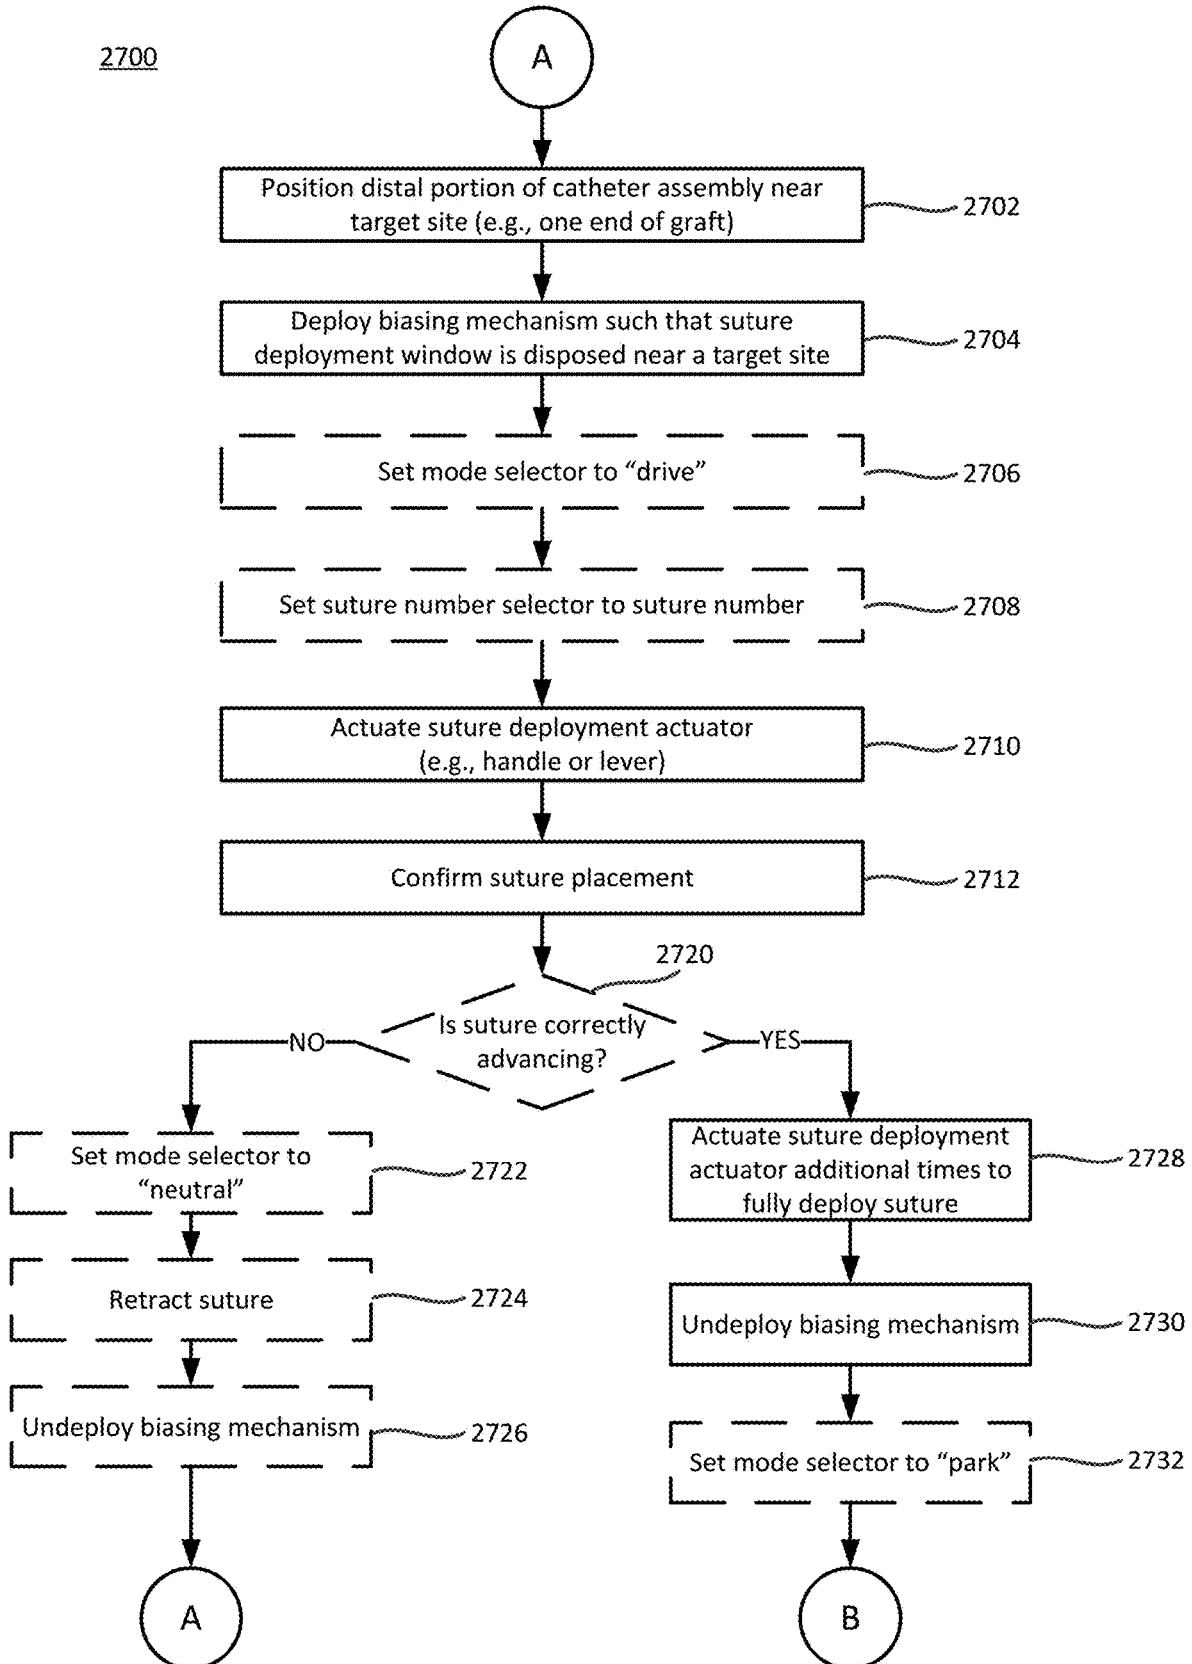 2700
A
Position distal portion of catheter assembly near
target site (e.g., one end of graft)
2702
Deploy biasing mechanism such that suture
deployment window is disposed near a target site
2704
Set mode selector to “drive”
2706
Set suture number selector to suture number
2708
Actuate suture deployment actuator
(e.g., handle or lever)
2710
Confirm suture placement
2712
2720
Is suture correctly
advancing?
NO
YES
Set mode selector to
“neutral”
2722
Retract suture
2724
Undeploy biasing mechanism
2726
A
Actuate suture deployment
actuator additional times to
fully deploy suture
2728
Undeploy biasing mechanism
2730
Set mode selector to “park”
2732
B